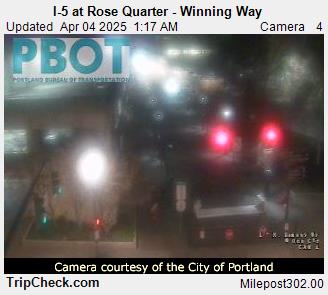 I-5 at Rose Quarter - Winning Way
Updated Apr 04 2025 1:17 AM Camera 4
PBOT
PORTLAND BUREAU OF TRANSPORTATION
Camera courtesy of the City of Portland
TripCheck.com Milepost302.00